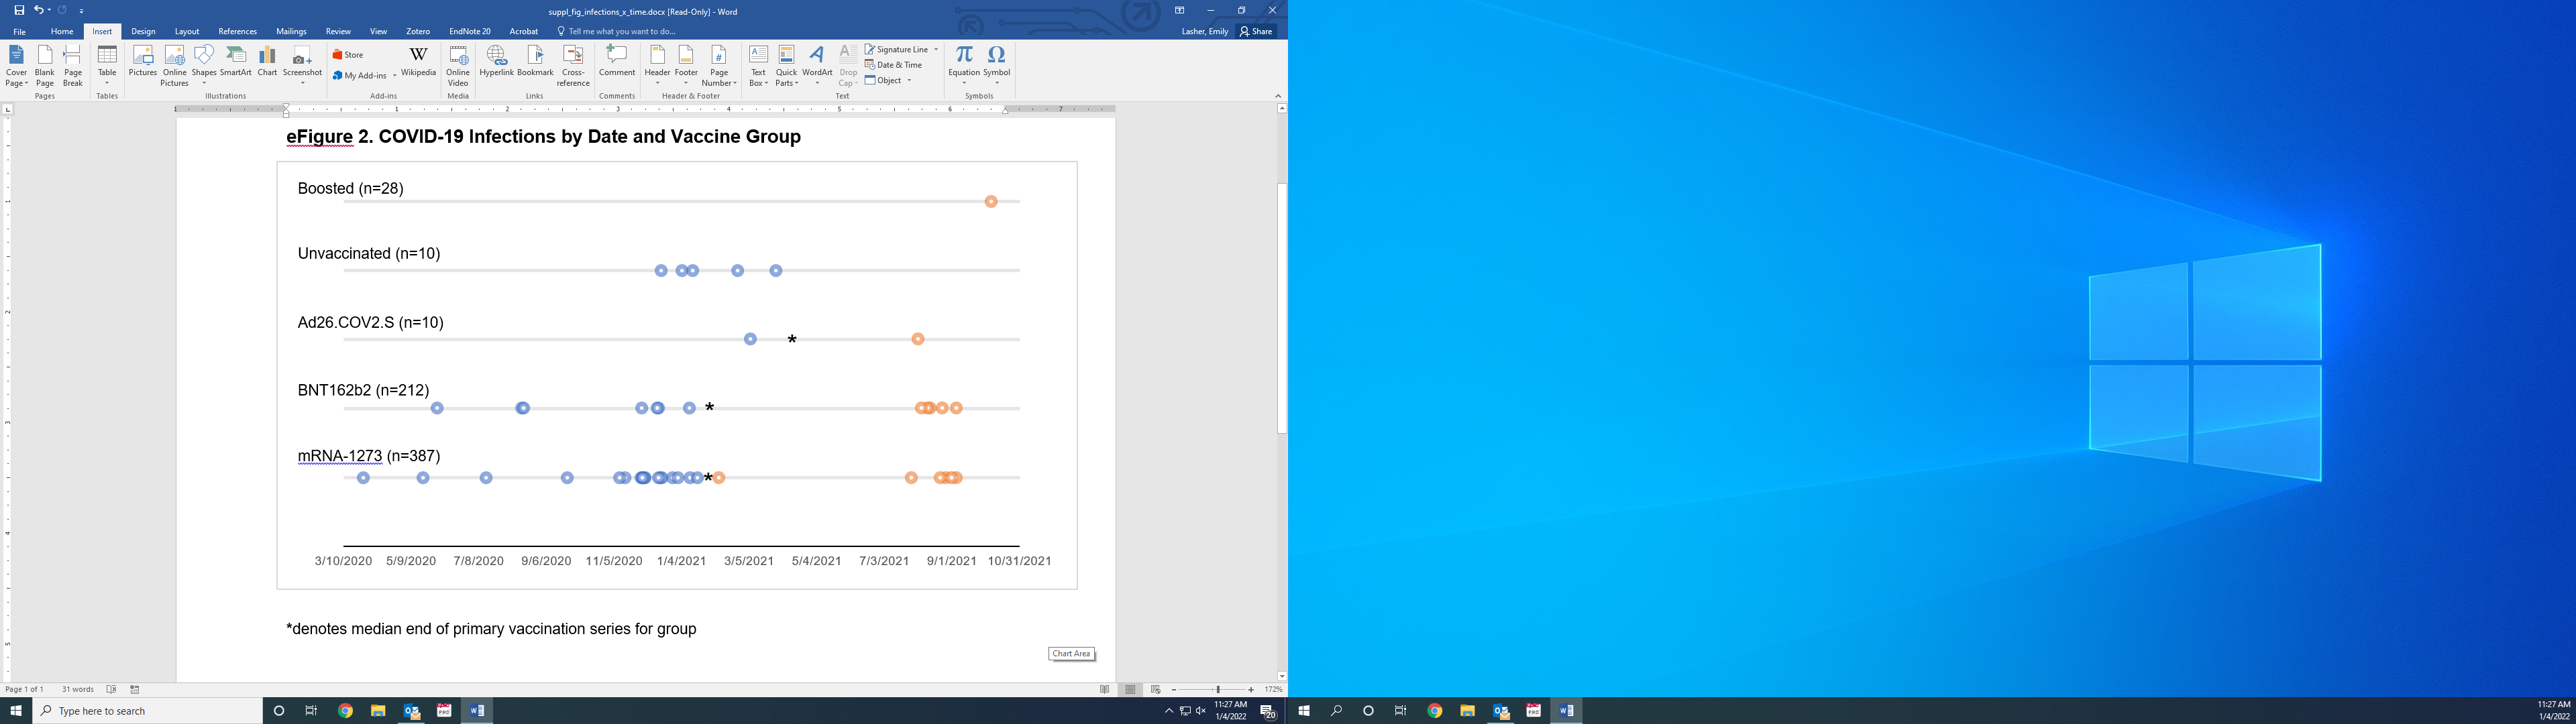 suppl_fig_infections_x_time.docx [Read-Only] - Word
File Home Insert Design Layout References Mailings Review View Zotero EndNote 20 Acrobat Tell me what you want to do... Lasher, Emily Share
Cover Page
Blank Page
Page Break
Table
Pictures
Online Pictures
Shapes
SmartArt
Chart
Screenshot
Store
My Add-ins
Wikipedia
Online Video
Hyperlink
Bookmark
Cross-reference
Comment
Header
Footer
Page Number
Text Box
Quick Parts
WordArt
Drop Cap
Signature Line
Date & Time
Object
Equation
Symbol
Pages Tables Illustrations Add-ins Media Links Comments Header & Footer Text Symbols
1 1 2 3 4 5 6 7
eFigure 2. COVID-19 Infections by Date and Vaccine Group
Boosted (n=28)
Unvaccinated (n=10)
Ad26.COV2.S (n=10)
*
BNT162b2 (n=212)
*
mRNA-1273 (n=387)
*
3/10/2020 5/9/2020 7/8/2020 9/6/2020 11/5/2020 1/4/2021 3/5/2021 5/4/2021 7/3/2021 9/1/2021 10/31/2021
*denotes median end of primary vaccination series for group
Chart Area
Page 1 of 1 31 words 172%
Type here to search
11:27 AM
1/4/2022
20
11:27 AM
1/4/2022